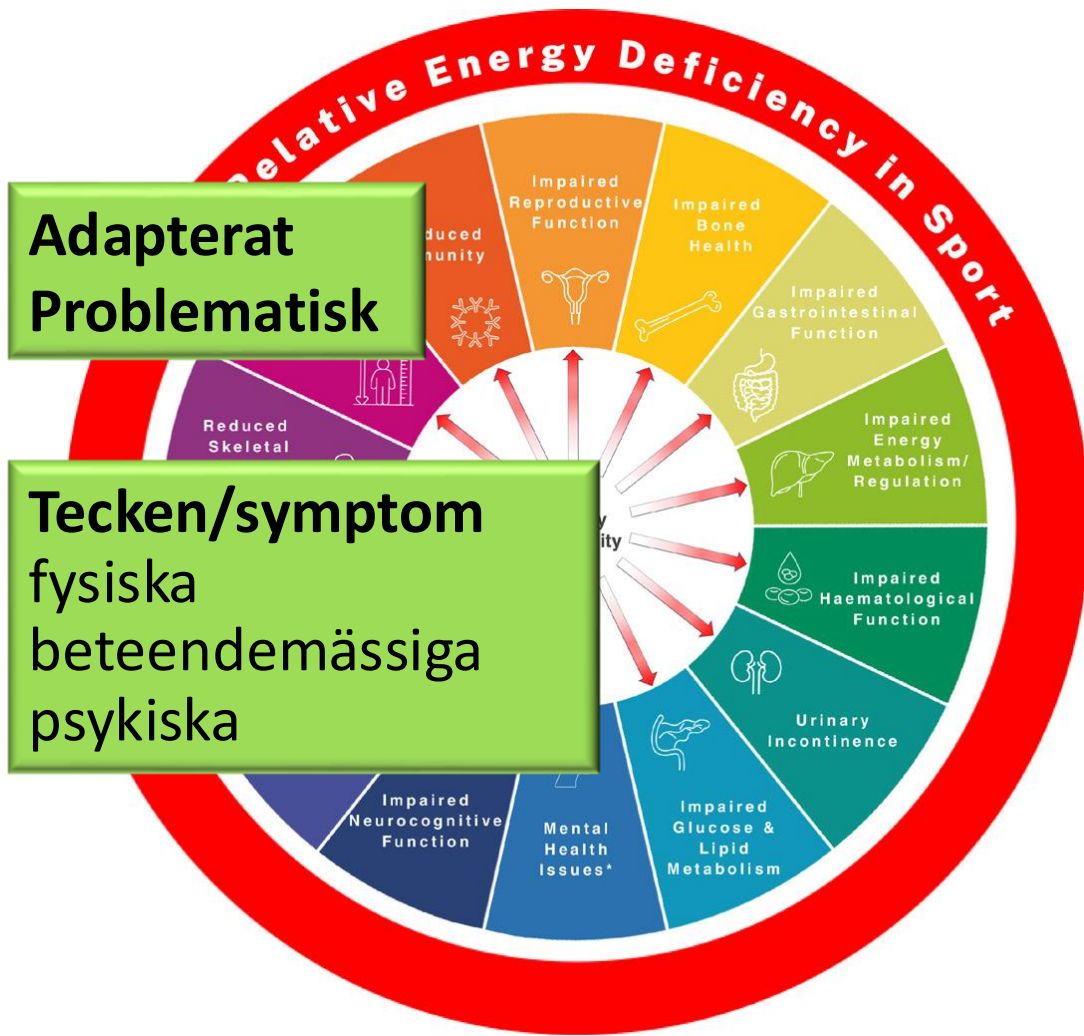 Relative Energy Deficiency in Sport
Adapterat
Problematisk
Impaired
Reproductive
Function
Impaired
Bone
Health
Impaired
Gastrointestinal
Function
Impaired
Energy
Metabolism/
Regulation
Reduced
Skeletal
Tecken/symptom
fysiska
beteendemässiga
psykiska
Impaired
Haematological
Function
Urinary
Incontinence
Impaired
Glucose &
Lipid
Metabolism
Mental
Health
Issues*
Impaired
Neurocognitive
Function